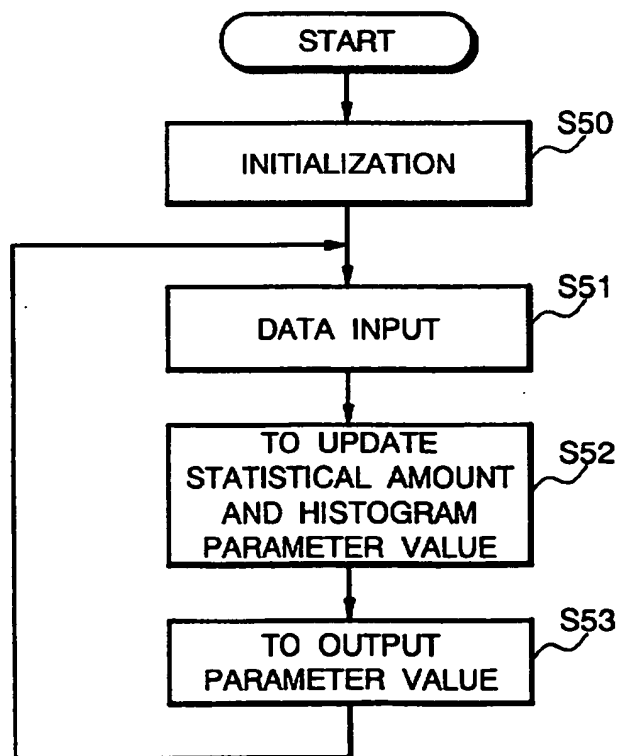 START
S50
INITIALIZATION
S51
DATA INPUT
S52
TO UPDATE
STATISTICAL AMOUNT
AND HISTOGRAM
PARAMETER VALUE
S53
TO OUTPUT
PARAMETER VALUE